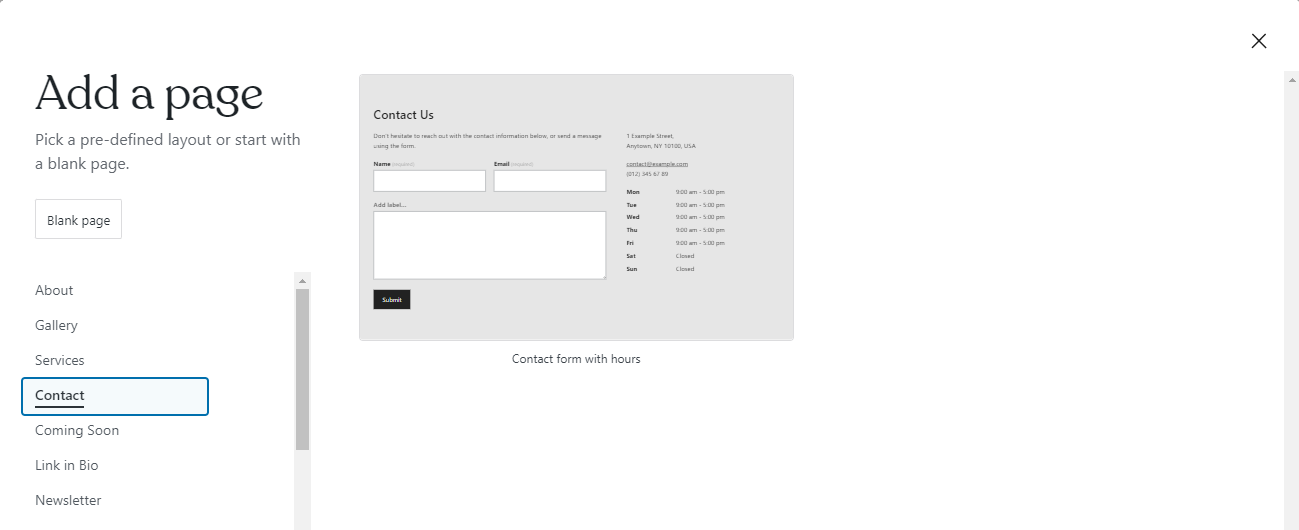 Add a page
Pick a pre-defined layout or start with
a blank page.
Blank page
About
Gallery
Services
Contact
Coming Soon
Link in Bio
Newsletter
Contact Us
Don't hesitate to reach out with the contact information below, or send a message
using the form.
Name (required)
Email (required)
Add label...
Submit
1 Example Street,
Anytown, NY 10100, USA
contact@example.com
(012) 345 67 89
Mon 9:00 am - 5:00 pm
Tue 9:00 am - 5:00 pm
Wed 9:00 am - 5:00 pm
Thu 9:00 am - 5:00 pm
Fri 9:00 am - 5:00 pm
Sat Closed
Sun Closed
Contact form with hours